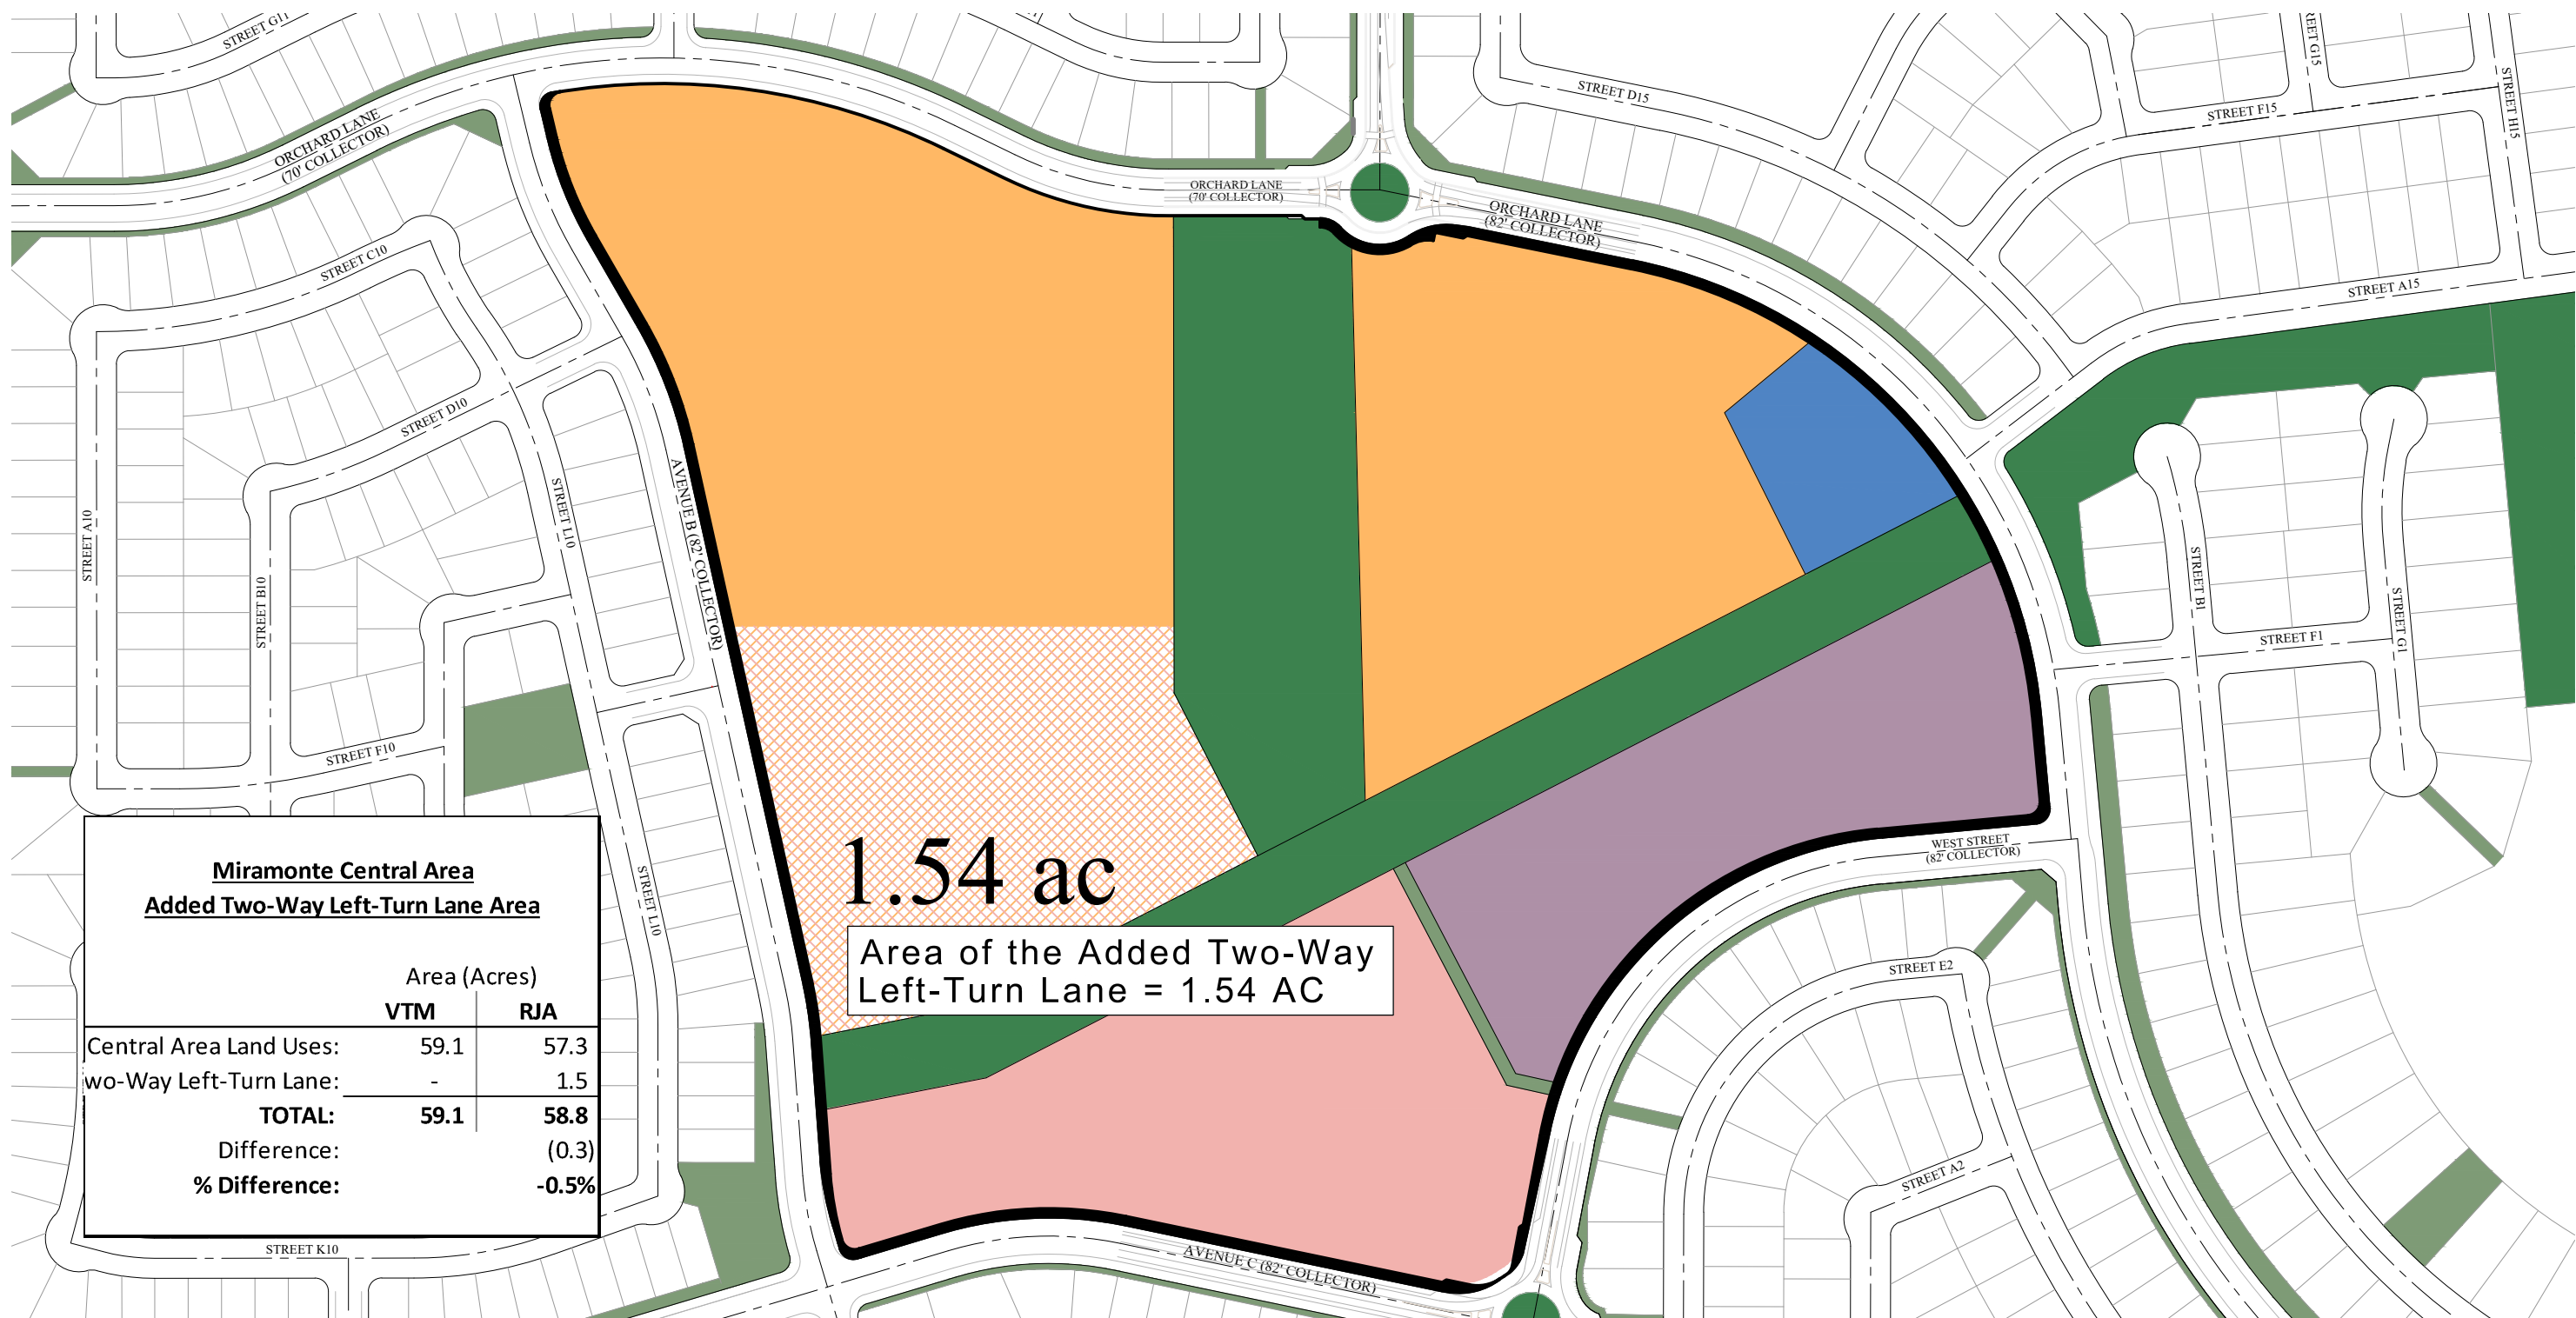 STREET G11
ORCHARD LANE
(70' COLLECTOR)
ORCHARD LANE
(70' COLLECTOR)
ORCHARD LANE
(82' COLLECTOR)
STREET D15
REET G15
STREET F15
STREET H15
STREET A15
STREET C10
STREET D10
STREET A10
STREET B10
STREET L10
AVENUE B (82' COLLECTOR)
STREET F10
STREET L10
STREET B1
STREET G1
STREET F1
WEST STREET
(82' COLLECTOR)
STREET E2
STREET A2
STREET K10
AVENUE C (82' COLLECTOR)
1.54 ac
Area of the Added Two-Way
Left-Turn Lane = 1.54 AC
Miramonte Central Area
Added Two-Way Left-Turn Lane Area
Area (Acres)
VTM RJA
Central Area Land Uses: 59.1 57.3
wo-Way Left-Turn Lane: - 1.5
TOTAL: 59.1 58.8
Difference: (0.3)
% Difference: -0.5%